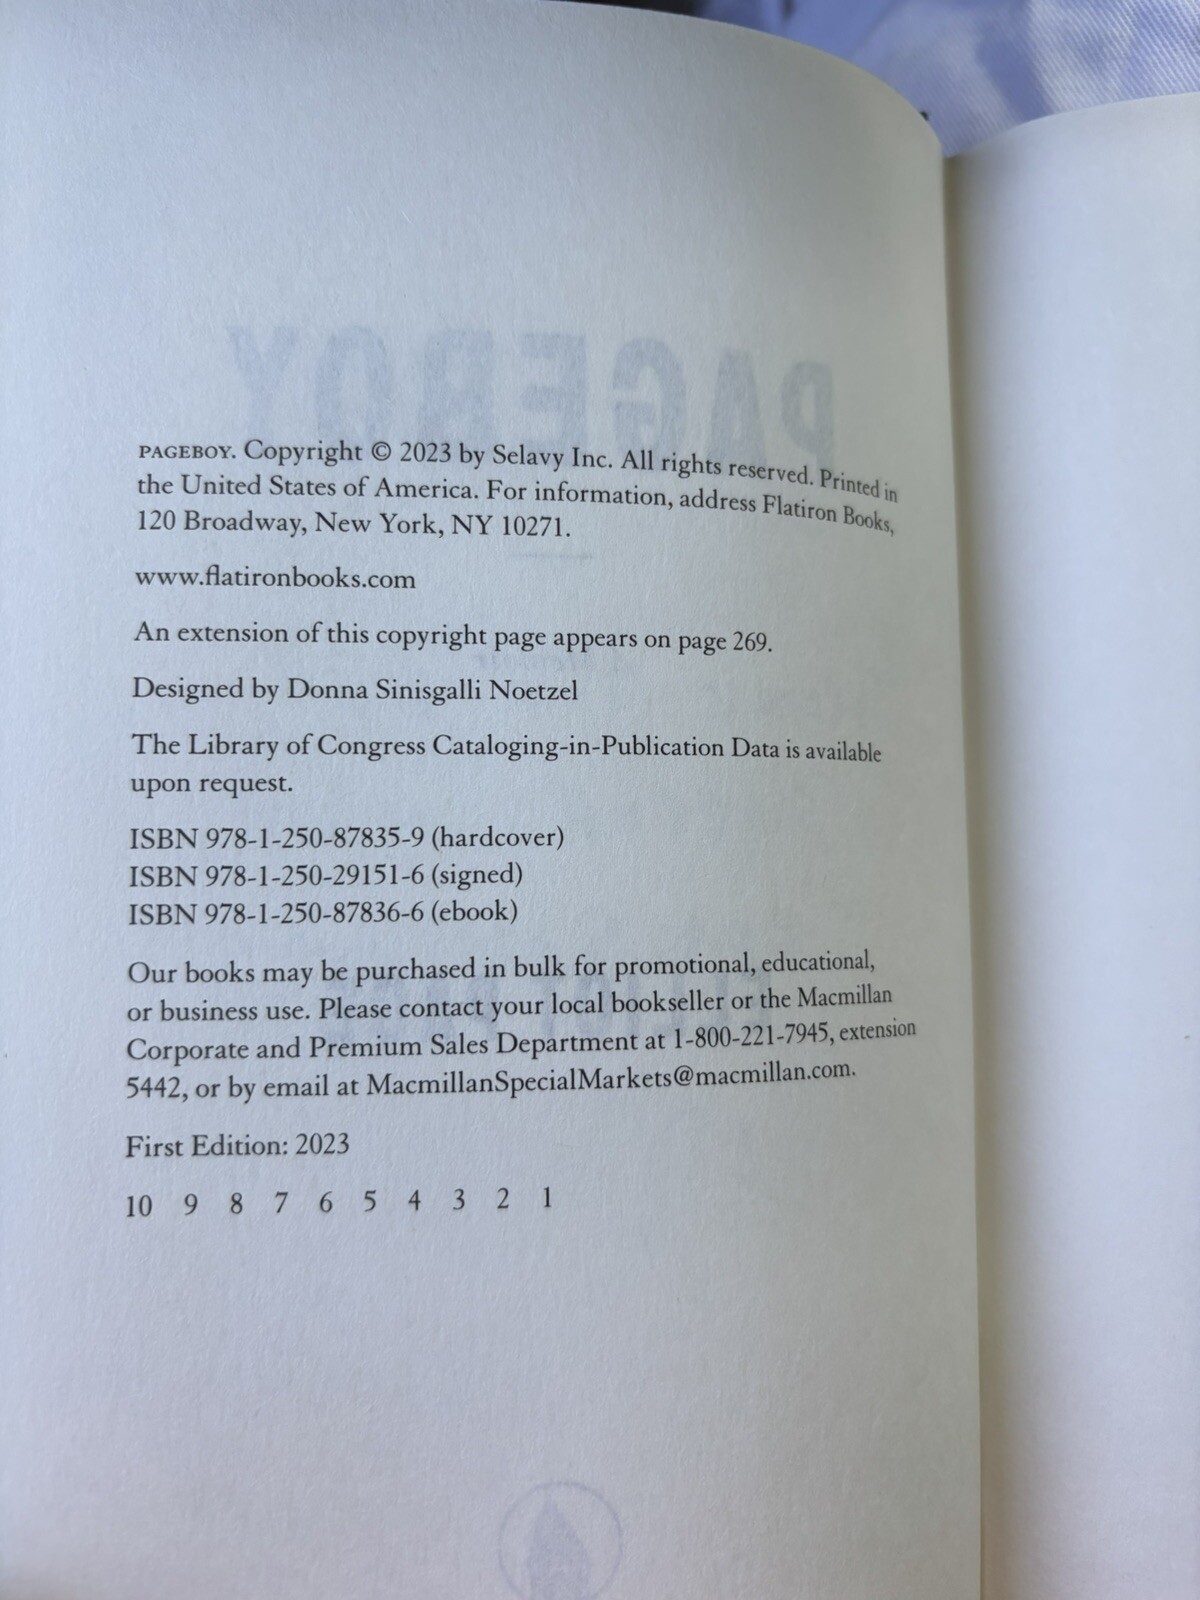 PAGEBOY
PAGEBOY. Copyright © 2023 by Selavy Inc. All rights reserved. Printed in
the United States of America. For information, address Flatiron Books,
120 Broadway, New York, NY 10271.
www.flatironbooks.com
An extension of this copyright page appears on page 269.
Designed by Donna Sinisgalli Noetzel
The Library of Congress Cataloging-in-Publication Data is available
upon request.
ISBN 978-1-250-87835-9 (hardcover)
ISBN 978-1-250-29151-6 (signed)
ISBN 978-1-250-87836-6 (ebook)
Our books may be purchased in bulk for promotional, educational,
or business use. Please contact your local bookseller or the Macmillan
Corporate and Premium Sales Department at 1-800-221-7945, extension
5442, or by email at MacmillanSpecialMarkets@macmillan.com.
First Edition: 2023
10 9 8 7 6 5 4 3 2 1